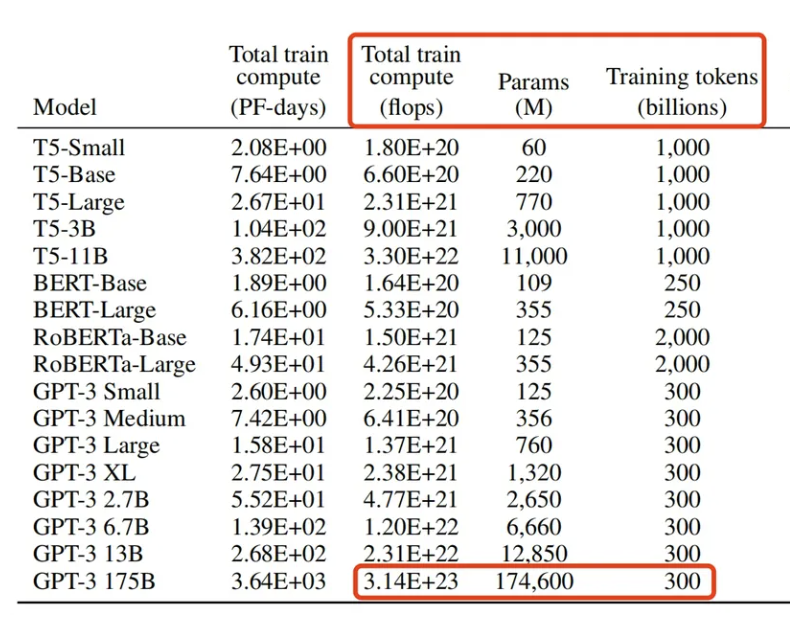 Total train Total train
compute compute Params Training tokens
Model (PF-days) (flops) (M) (billions)
T5-Small 2.08E+00 1.80E+20 60 1,000
T5-Base 7.64E+00 6.60E+20 220 1,000
T5-Large 2.67E+01 2.31E+21 770 1,000
T5-3B 1.04E+02 9.00E+21 3,000 1,000
T5-11B 3.82E+02 3.30E+22 11,000 1,000
BERT-Base 1.89E+00 1.64E+20 109 250
BERT-Large 6.16E+00 5.33E+20 355 250
RoBERTa-Base 1.74E+01 1.50E+21 125 2,000
RoBERTa-Large 4.93E+01 4.26E+21 355 2,000
GPT-3 Small 2.60E+00 2.25E+20 125 300
GPT-3 Medium 7.42E+00 6.41E+20 356 300
GPT-3 Large 1.58E+01 1.37E+21 760 300
GPT-3 XL 2.75E+01 2.38E+21 1,320 300
GPT-3 2.7B 5.52E+01 4.77E+21 2,650 300
GPT-3 6.7B 1.39E+02 1.20E+22 6,660 300
GPT-3 13B 2.68E+02 2.31E+22 12,850 300
GPT-3 175B 3.64E+03 3.14E+23 174,600 300